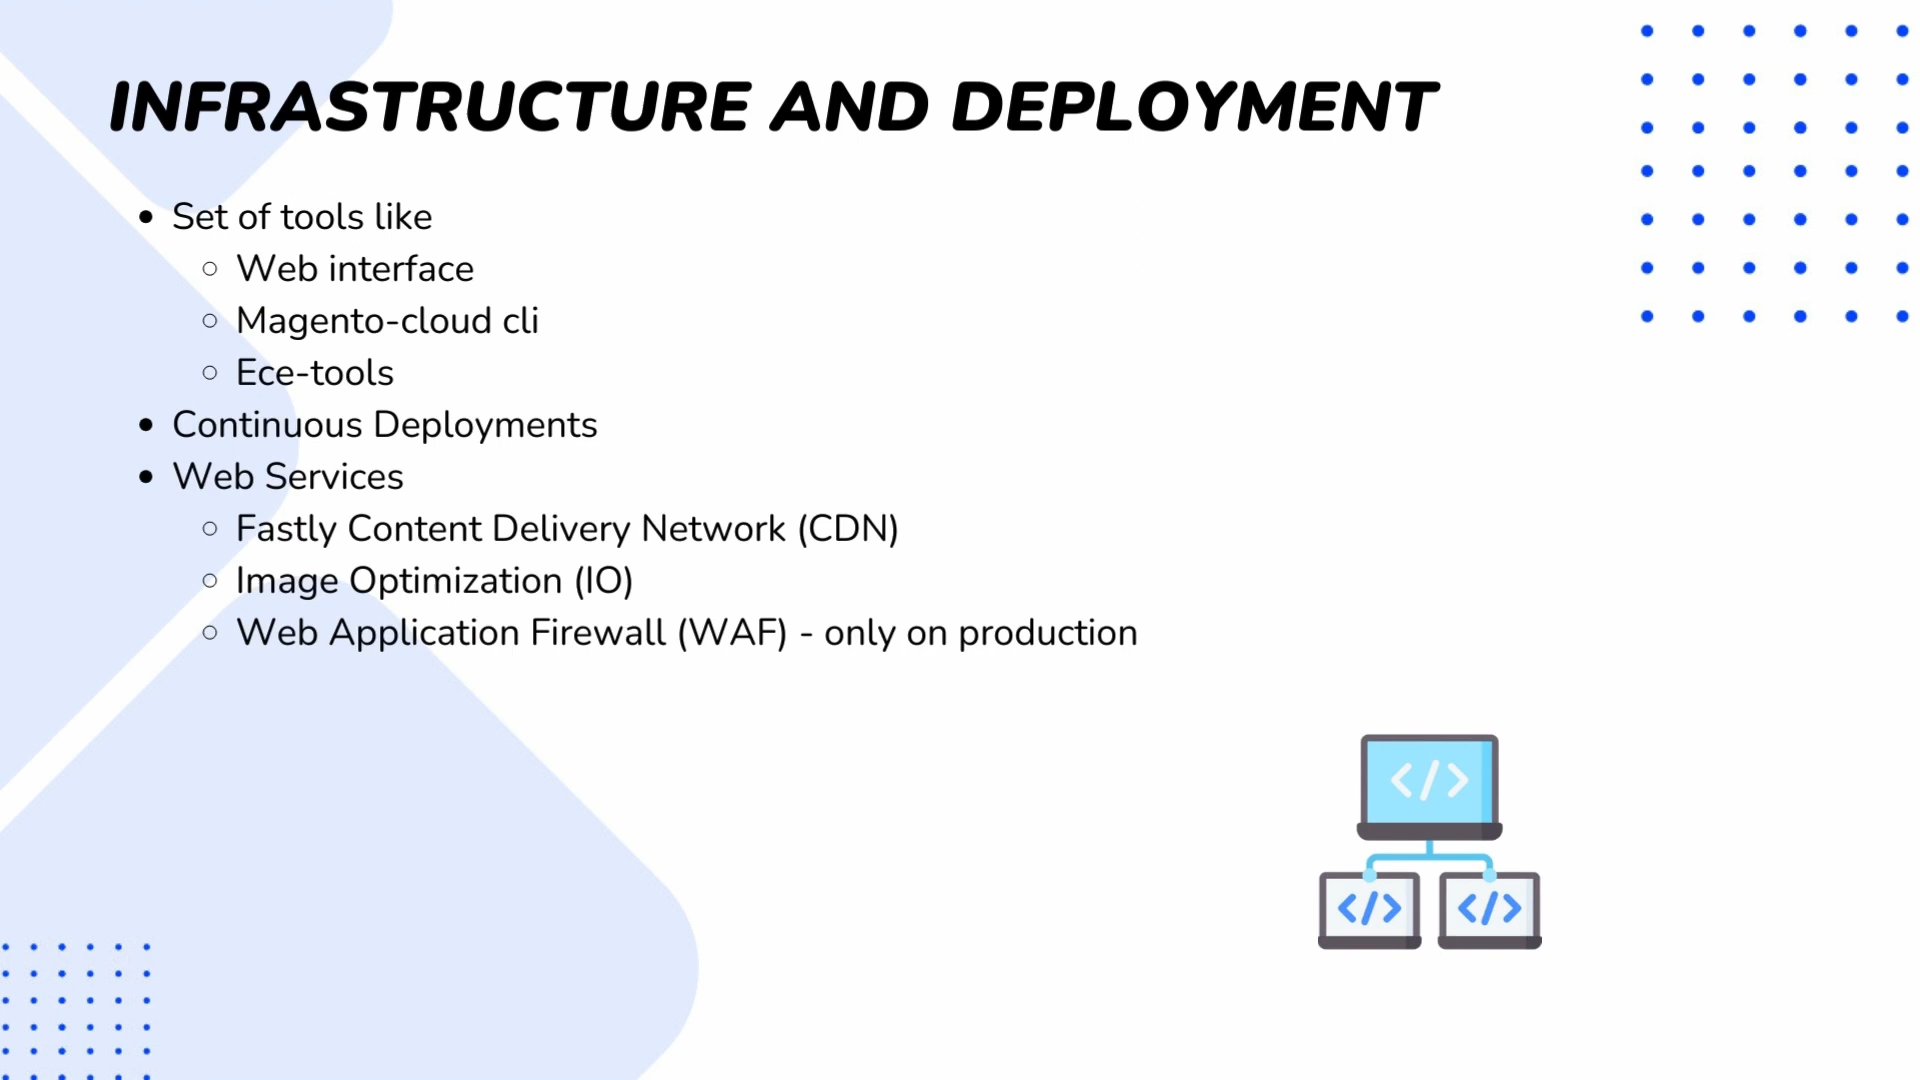 INFRASTRUCTURE AND DEPLOYMENT
• Set of tools like
○ Web interface
○ Magento-cloud cli
○ Ece-tools
• Continuous Deployments
• Web Services
○ Fastly Content Delivery Network (CDN)
○ Image Optimization (IO)
○ Web Application Firewall (WAF) - only on production